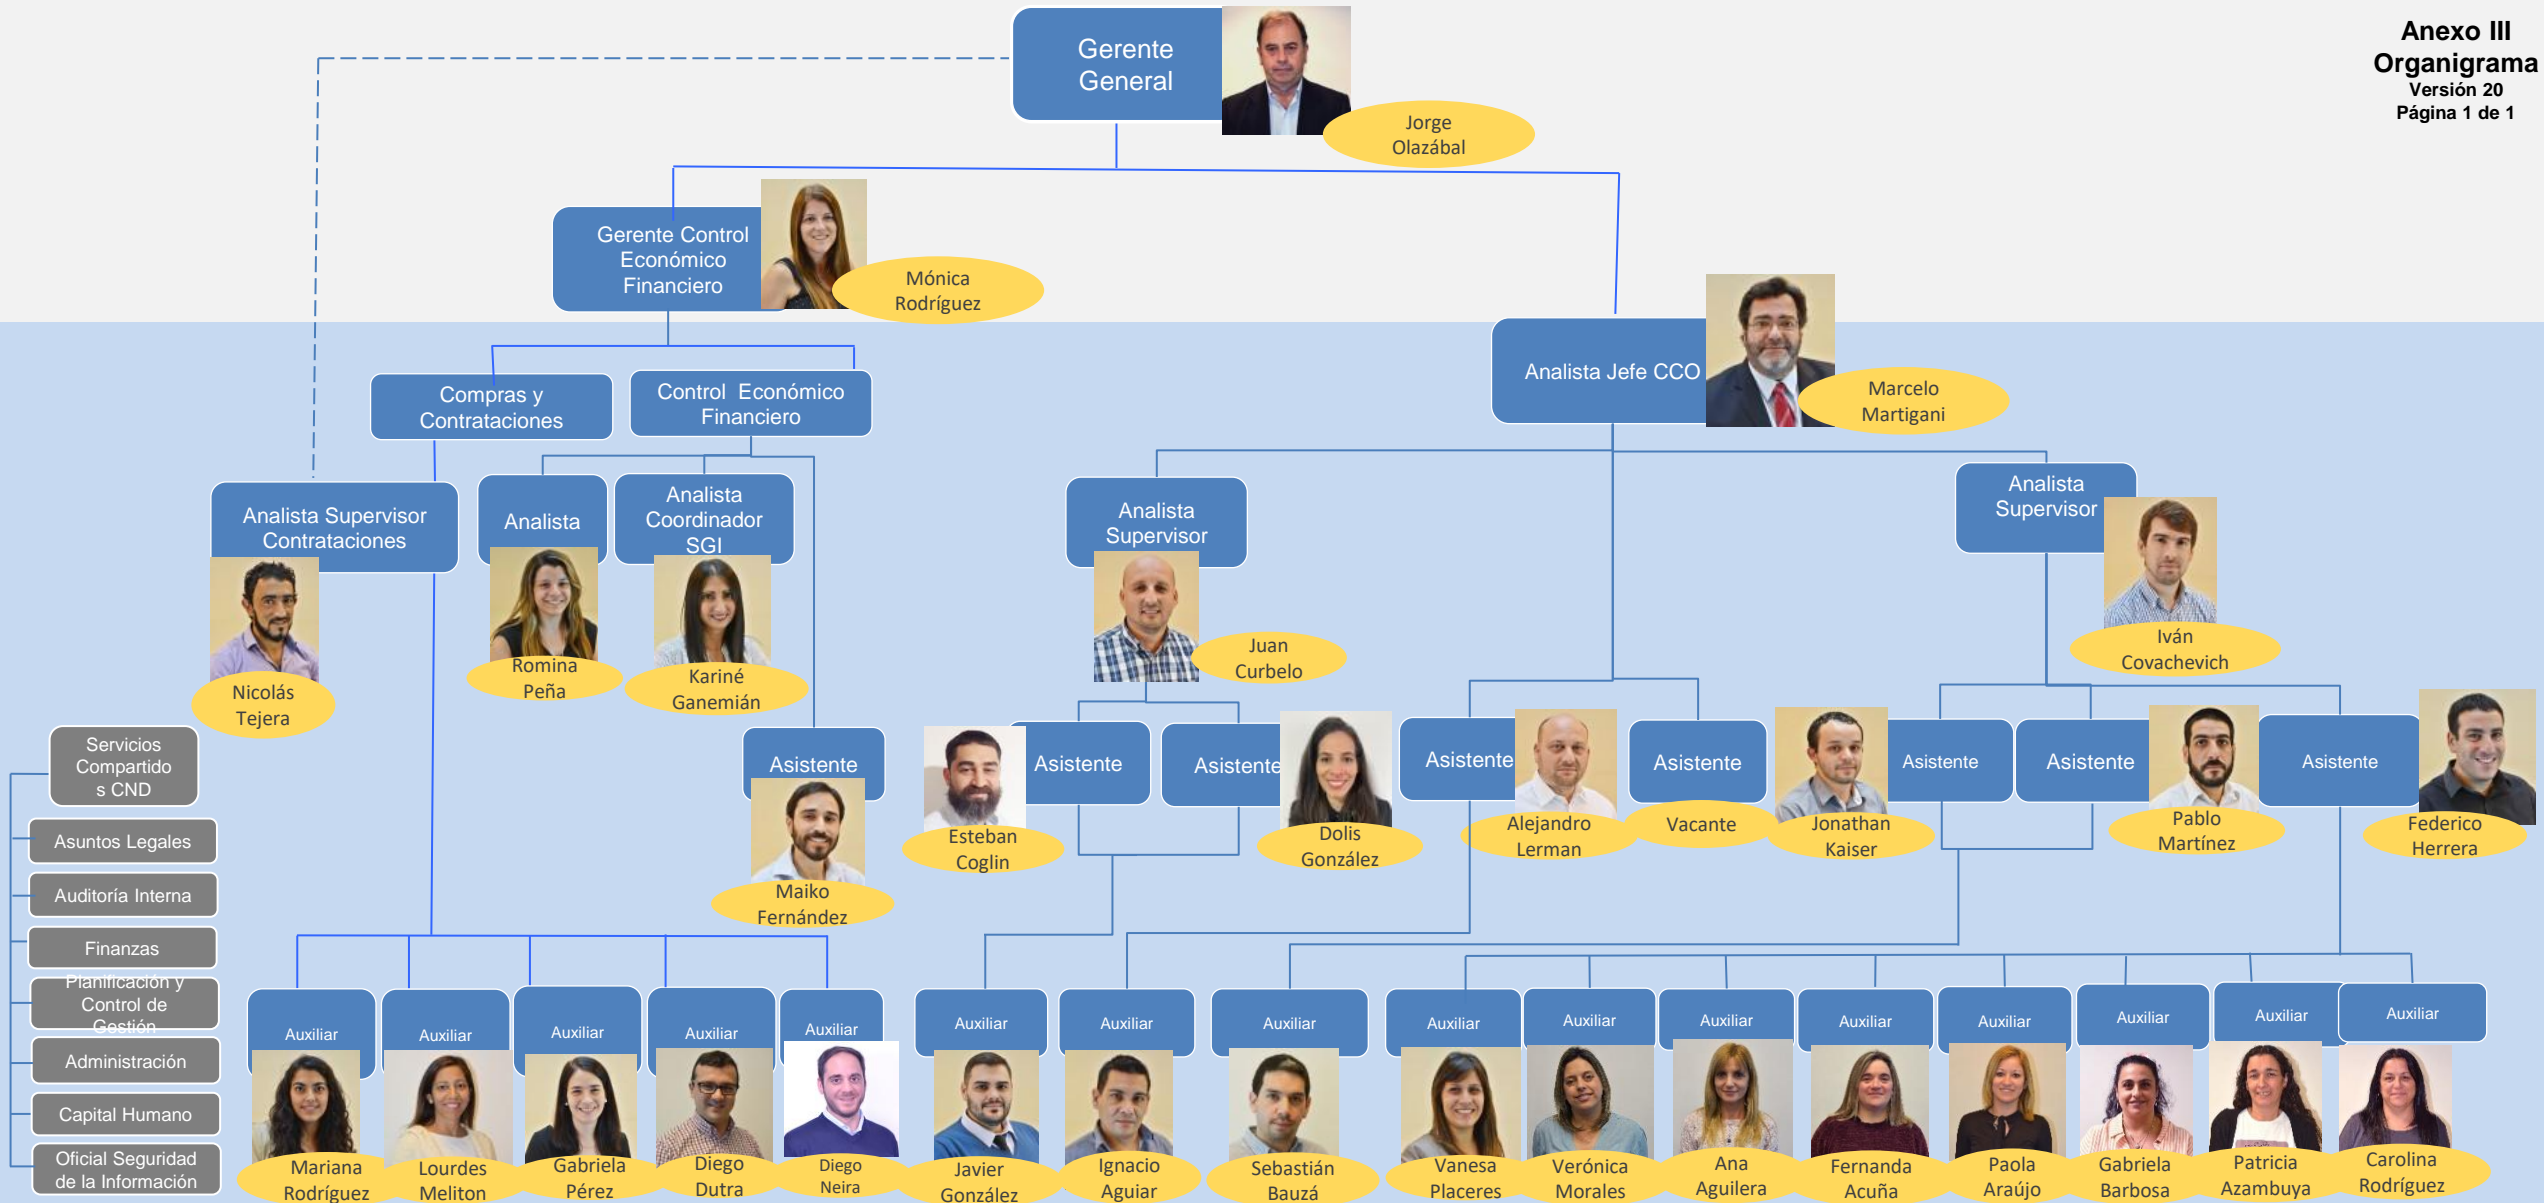 Anexo III
Organigrama
Versión 20
Página 1 de 1
Gerente
General
Jorge
Olazábal
Gerente Control
Económico
Financiero
Mónica
Rodríguez
Analista Jefe CCO
Marcelo
Martigani
Compras y
Contrataciones
Control Económico
Financiero
Analista Supervisor
Contrataciones
Nicolás
Tejera
Analista
Romina
Peña
Analista
Coordinador
SGI
Kariné
Ganemián
Analista
Supervisor
Juan
Curbelo
Analista
Supervisor
Iván
Covachevich
Asistente
Maiko
Fernández
Asistente
Esteban
Coglin
Asistente
Dolis
González
Asistente
Alejandro
Lerman
Asistente
Vacante
Asistente
Jonathan
Kaiser
Asistente
Pablo
Martínez
Asistente
Federico
Herrera
Servicios
Compartido
s CND
Asuntos Legales
Auditoría Interna
Finanzas
Planificación y
Control de
Gestión
Administración
Capital Humano
Oficial Seguridad
de la Información
Auxiliar
Mariana
Rodríguez
Auxiliar
Lourdes
Meliton
Auxiliar
Gabriela
Pérez
Auxiliar
Diego
Dutra
Auxiliar
Diego
Neira
Auxiliar
Javier
González
Auxiliar
Ignacio
Aguiar
Auxiliar
Sebastián
Bauzá
Auxiliar
Vanesa
Placeres
Auxiliar
Verónica
Morales
Auxiliar
Ana
Aguilera
Auxiliar
Fernanda
Acuña
Auxiliar
Paola
Araújo
Auxiliar
Gabriela
Barbosa
Auxiliar
Patricia
Azambuya
Auxiliar
Carolina
Rodríguez